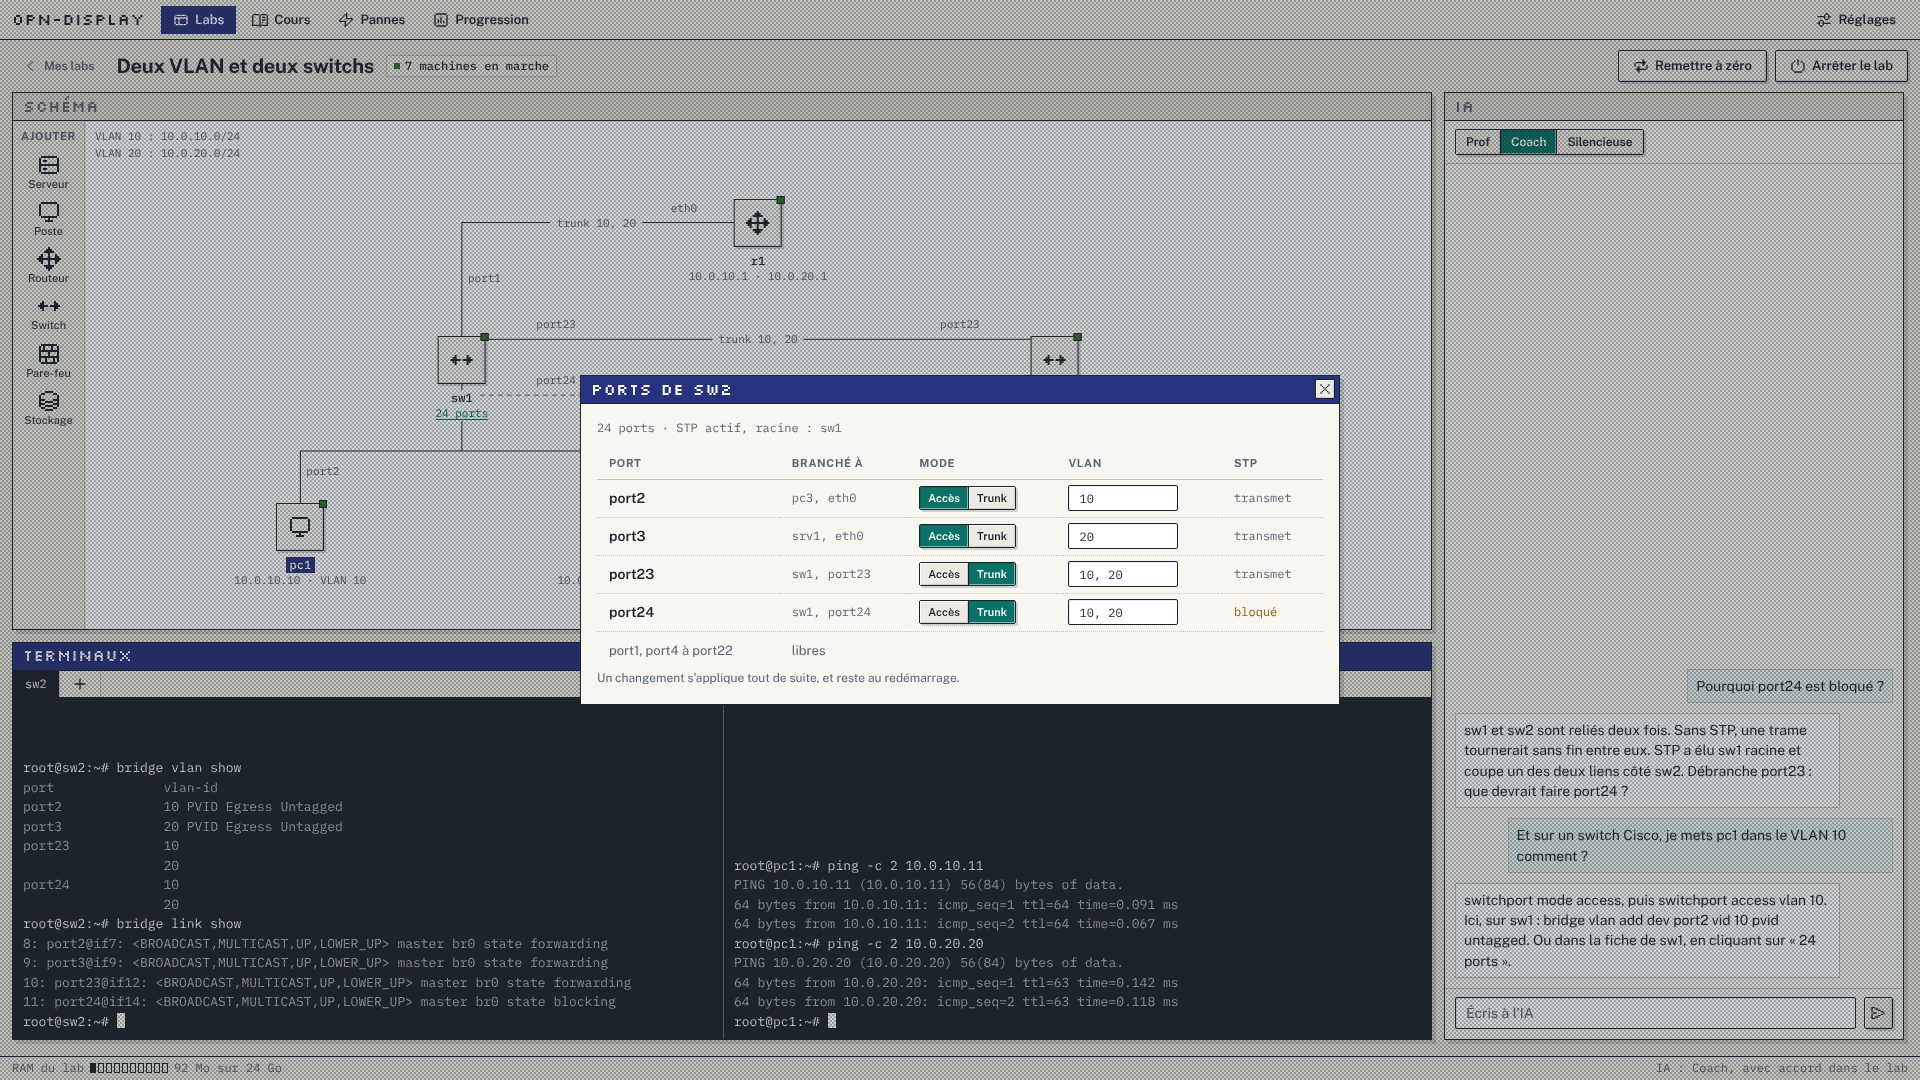 OPN-DISPLAY
Labs
Cours
Pannes
Progression
Réglages
Mes labs
Deux VLAN et deux switchs
7 machines en marche
Remettre à zéro
Arrêter le lab
SCHÉMA
AJOUTER
Serveur
Poste
Routeur
Switch
Pare-feu
Stockage
VLAN 10 : 10.0.10.0/24
VLAN 20 : 10.0.20.0/24
eth0
trunk 10, 20
r1
10.0.10.1 · 10.0.20.1
port1
port23
port23
trunk 10, 20
port24
sw1
24 ports
port2
pc1
10.0.10.10 · VLAN 10
10.0
PORTS DE SW2
24 ports · STP actif, racine : sw1
PORT BRANCHÉ À MODE VLAN STP
port2 pc3, eth0 Accès Trunk 10 transmet
port3 srv1, eth0 Accès Trunk 20 transmet
port23 sw1, port23 Accès Trunk 10, 20 transmet
port24 sw1, port24 Accès Trunk 10, 20 bloqué
port1, port4 à port22 libres
Un changement s'applique tout de suite, et reste au redémarrage.
TERMINAUX
sw2 +
root@sw2:~# bridge vlan show
port vlan-id
port2 10 PVID Egress Untagged
port3 20 PVID Egress Untagged
port23 10
20
port24 10
20
root@sw2:~# bridge link show
8: port2@if7: <BROADCAST,MULTICAST,UP,LOWER_UP> master br0 state forwarding
9: port3@if9: <BROADCAST,MULTICAST,UP,LOWER_UP> master br0 state forwarding
10: port23@if12: <BROADCAST,MULTICAST,UP,LOWER_UP> master br0 state forwarding
11: port24@if14: <BROADCAST,MULTICAST,UP,LOWER_UP> master br0 state blocking
root@sw2:~#
root@pc1:~# ping -c 2 10.0.10.11
PING 10.0.10.11 (10.0.10.11) 56(84) bytes of data.
64 bytes from 10.0.10.11: icmp_seq=1 ttl=64 time=0.091 ms
64 bytes from 10.0.10.11: icmp_seq=2 ttl=64 time=0.067 ms
root@pc1:~# ping -c 2 10.0.20.20
PING 10.0.20.20 (10.0.20.20) 56(84) bytes of data.
64 bytes from 10.0.20.20: icmp_seq=1 ttl=63 time=0.142 ms
64 bytes from 10.0.20.20: icmp_seq=2 ttl=63 time=0.118 ms
root@pc1:~#
IA
Prof
Coach
Silencieuse
Pourquoi port24 est bloqué ?
sw1 et sw2 sont reliés deux fois. Sans STP, une trame
tournerait sans fin entre eux. STP a élu sw1 racine et
coupe un des deux liens côté sw2. Débranche port23 :
que devrait faire port24 ?
Et sur un switch Cisco, je mets pc1 dans le VLAN 10
comment ?
switchport mode access, puis switchport access vlan 10.
Ici, sur sw1 : bridge vlan add dev port2 vid 10 pvid
untagged. Ou dans la fiche de sw1, en cliquant sur « 24
ports ».
Écris à l'IA
RAM du lab 92 Mo sur 24 Go
IA : Coach, avec accord dans le lab